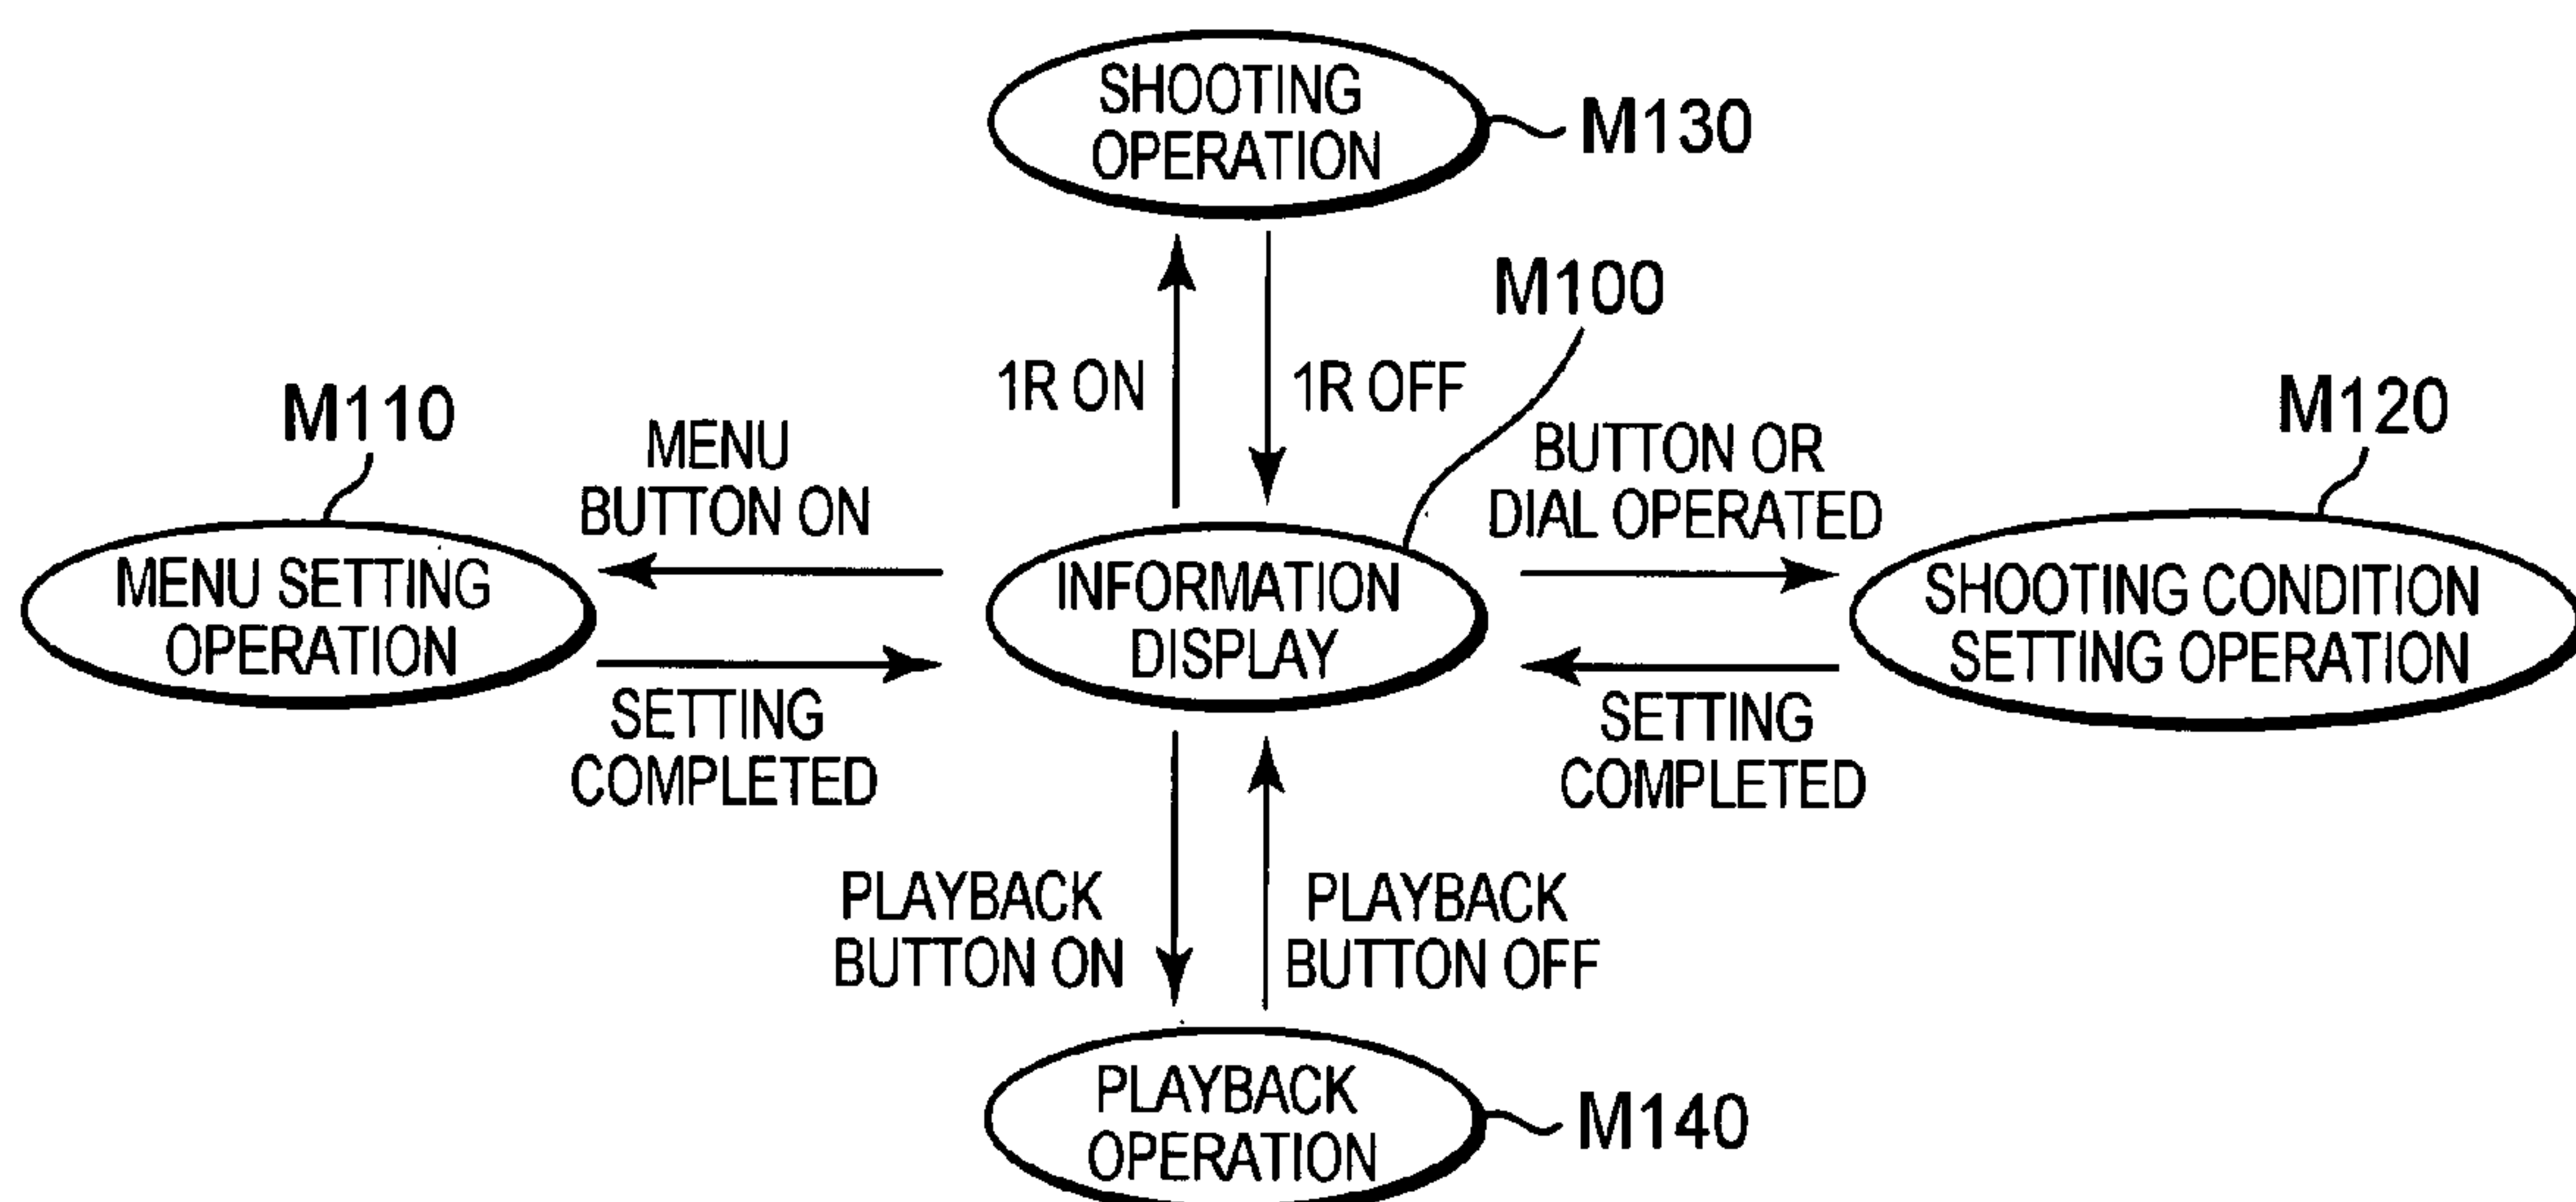 SHOOTING
OPERATION
M130
M100
1R ON
1R OFF
M110
MENU
BUTTON ON
BUTTON OR
DIAL OPERATED
M120
MENU SETTING
OPERATION
INFORMATION
DISPLAY
SHOOTING CONDITION
SETTING OPERATION
SETTING
COMPLETED
SETTING
COMPLETED
PLAYBACK
BUTTON ON
PLAYBACK
BUTTON OFF
PLAYBACK
OPERATION
M140